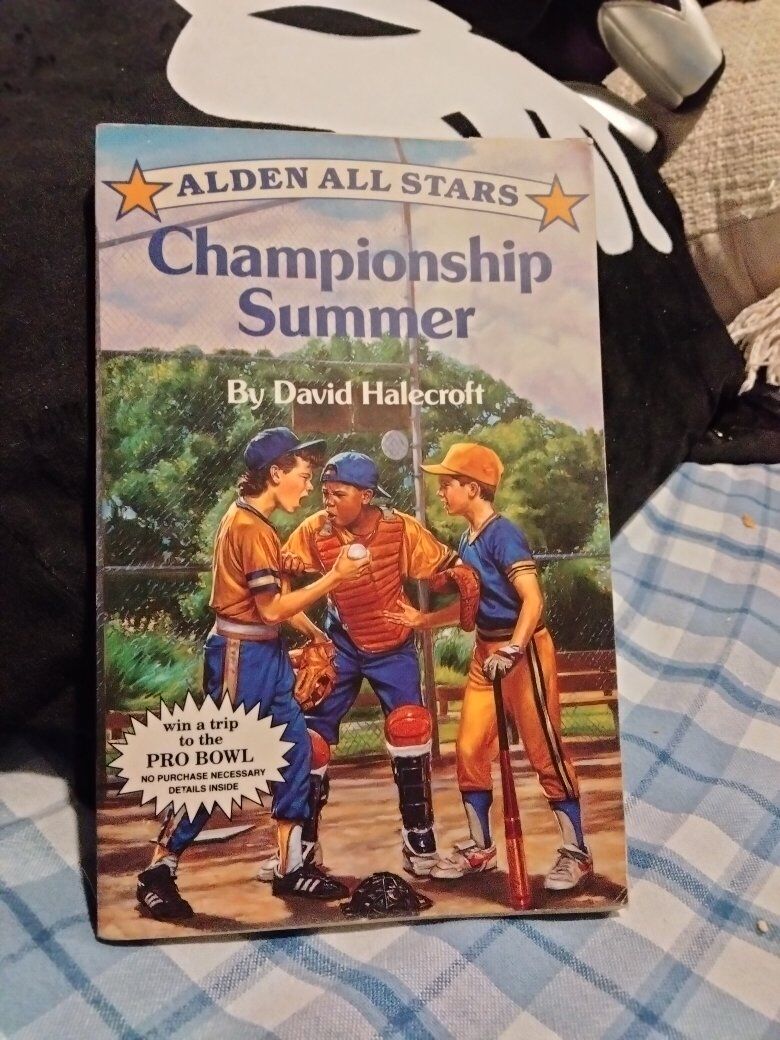 ALDEN ALL STARS
Championship
Summer
By David Halecroft
win a trip
to the
PRO BOWL
NO PURCHASE NECESSARY
DETAILS INSIDE